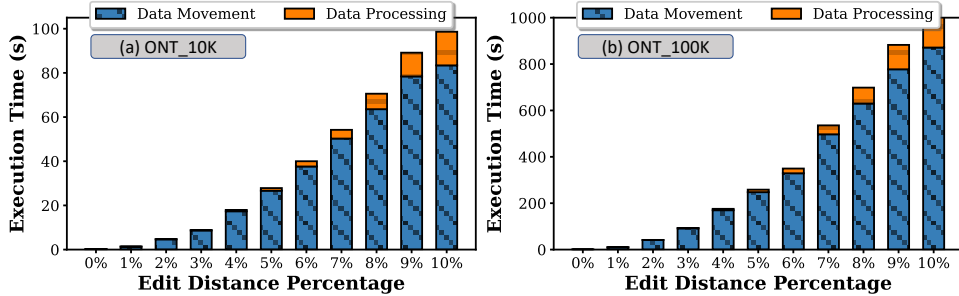 Data Movement Data Processing
(a) ONT_10K
Execution Time (s)
100
80
60
40
20
0
0% 1% 2% 3% 4% 5% 6% 7% 8% 9% 10%
Edit Distance Percentage
Data Movement Data Processing
(b) ONT_100K
Execution Time (s)
1000
800
600
400
200
0
0% 1% 2% 3% 4% 5% 6% 7% 8% 9% 10%
Edit Distance Percentage